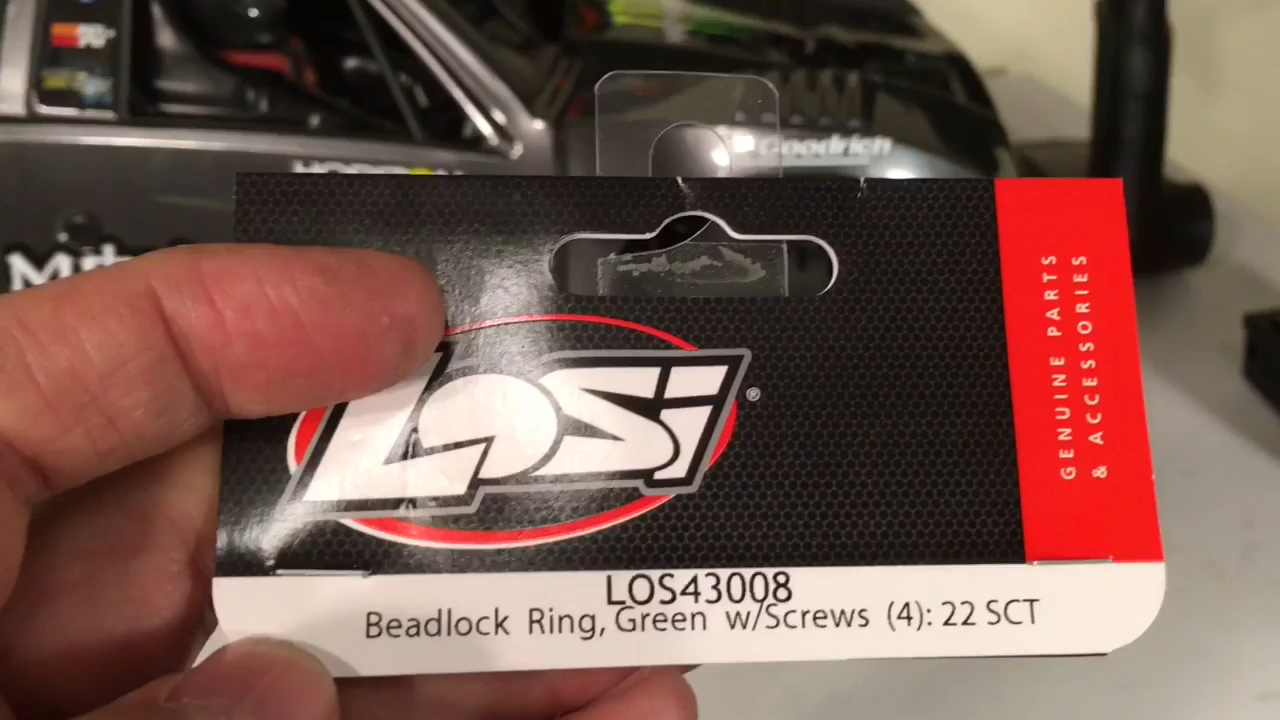 Goodrich
LOSi
®
GENUINE PARTS
& ACCESSORIES
LOS43008
Beadlock Ring, Green w/Screws (4): 22 SCT